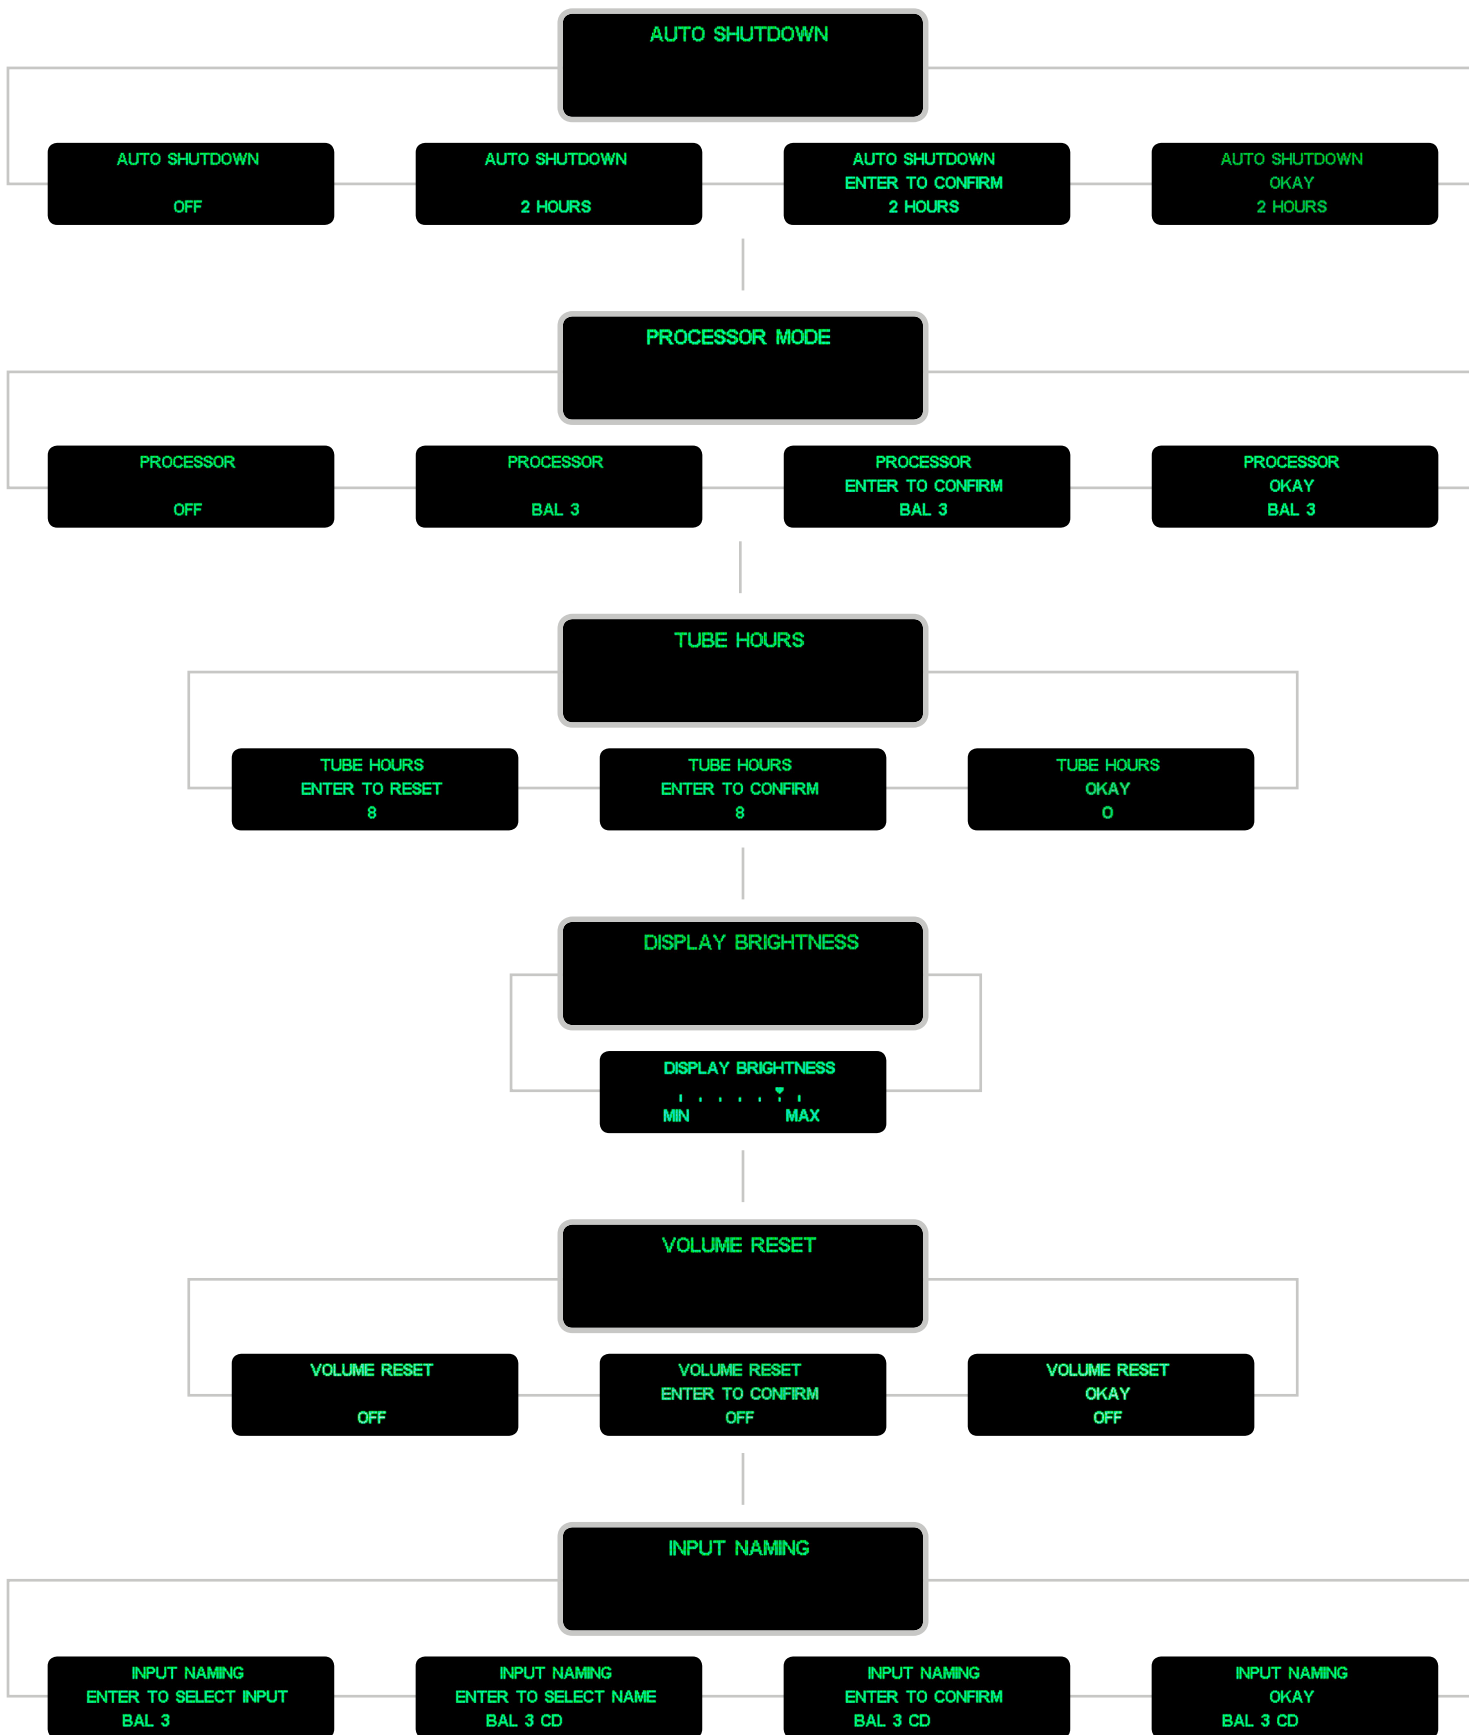 AUTO SHUTDOWN
AUTO SHUTDOWN
OFF
AUTO SHUTDOWN
2 HOURS
AUTO SHUTDOWN
ENTER TO CONFIRM
2 HOURS
AUTO SHUTDOWN
OKAY
2 HOURS
PROCESSOR MODE
PROCESSOR
OFF
PROCESSOR
BAL 3
PROCESSOR
ENTER TO CONFIRM
BAL 3
PROCESSOR
OKAY
BAL 3
TUBE HOURS
TUBE HOURS
ENTER TO RESET
8
TUBE HOURS
ENTER TO CONFIRM
8
TUBE HOURS
OKAY
0
DISPLAY BRIGHTNESS
DISPLAY BRIGHTNESS
MIN MAX
VOLUME RESET
VOLUME RESET
OFF
VOLUME RESET
ENTER TO CONFIRM
OFF
VOLUME RESET
OKAY
OFF
INPUT NAMING
INPUT NAMING
ENTER TO SELECT INPUT
BAL 3
INPUT NAMING
ENTER TO SELECT NAME
BAL 3 CD
INPUT NAMING
ENTER TO CONFIRM
BAL 3 CD
INPUT NAMING
OKAY
BAL 3 CD